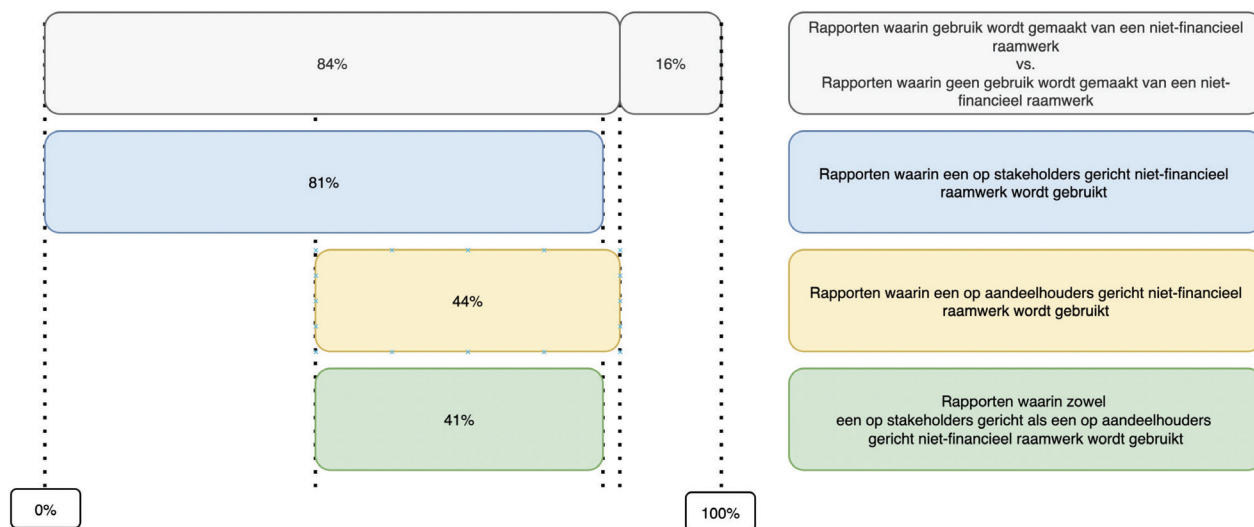 84%
16%
Rapporten waarin gebruik wordt gemaakt van een niet-financieel
raamwerk
vs.
Rapporten waarin geen gebruik wordt gemaakt van een niet-
financieel raamwerk
81%
Rapporten waarin een op stakeholders gericht niet-financieel
raamwerk wordt gebruikt
44%
Rapporten waarin een op aandeelhouders gericht niet-financieel
raamwerk wordt gebruikt
41%
Rapporten waarin zowel
een op stakeholders gericht als een op aandeelhouders
gericht niet-financieel raamwerk wordt gebruikt
0%
100%